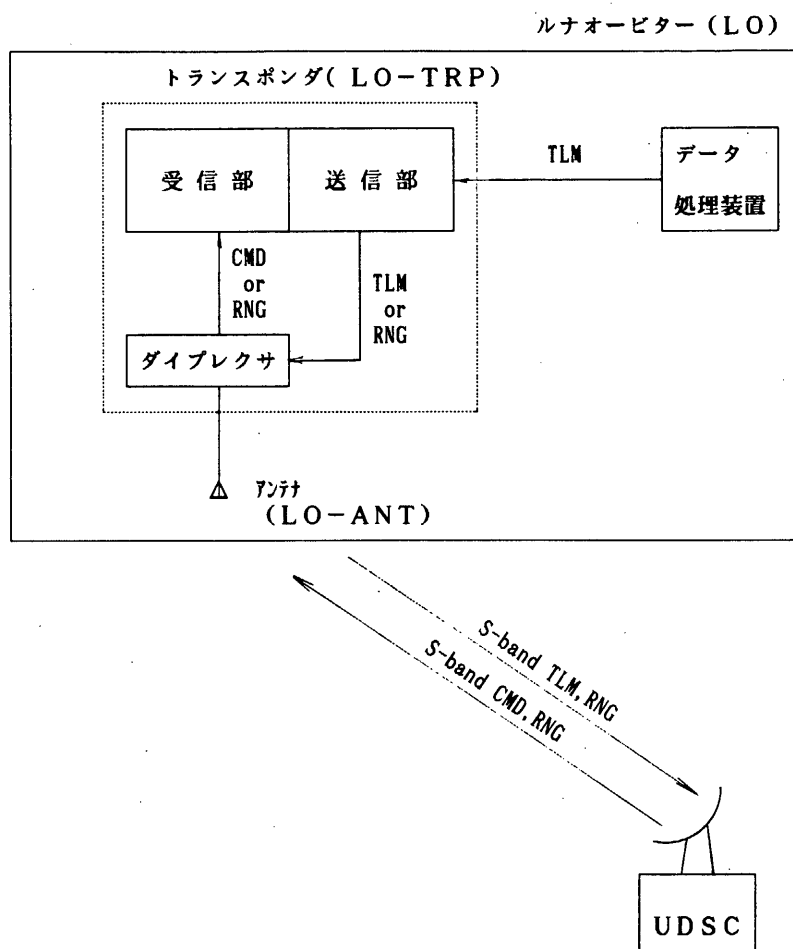 ルナオービター (LO)
トランスポンダ( LO-TRP)
受信部
送信部
TLM
データ
処理装置
CMD
or
RNG
TLM
or
RNG
ダイプレクサ
アンテナ
(LO-ANT)
S-band TLM, RNG
S-band CMD, RNG
UDSC